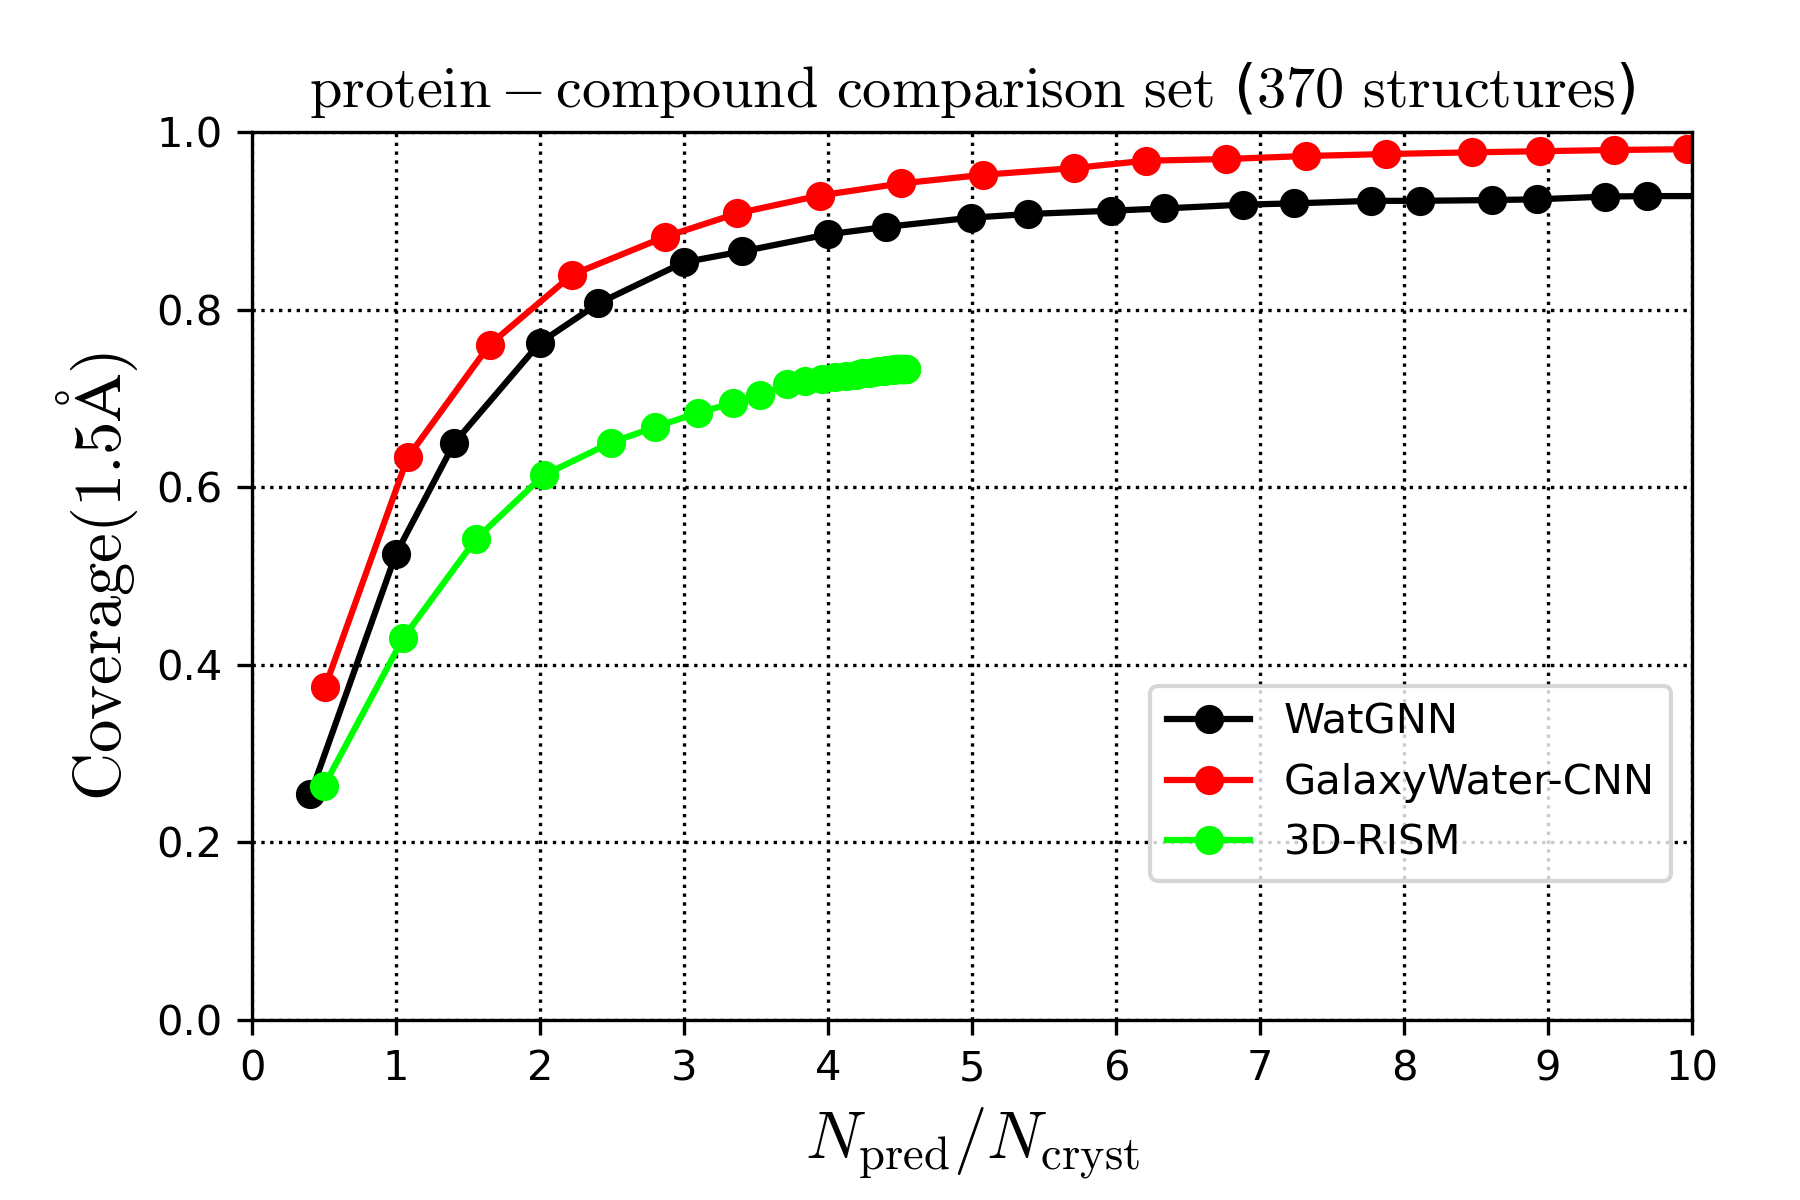 protein − compound comparison set (370 structures)
Coverage(1.5Å)
1.0
0.8
0.6
0.4
0.2
0.0
0 1 2 3 4 5 6 7 8 9 10
N_pred/N_cryst
WatGNN
GalaxyWater-CNN
3D-RISM